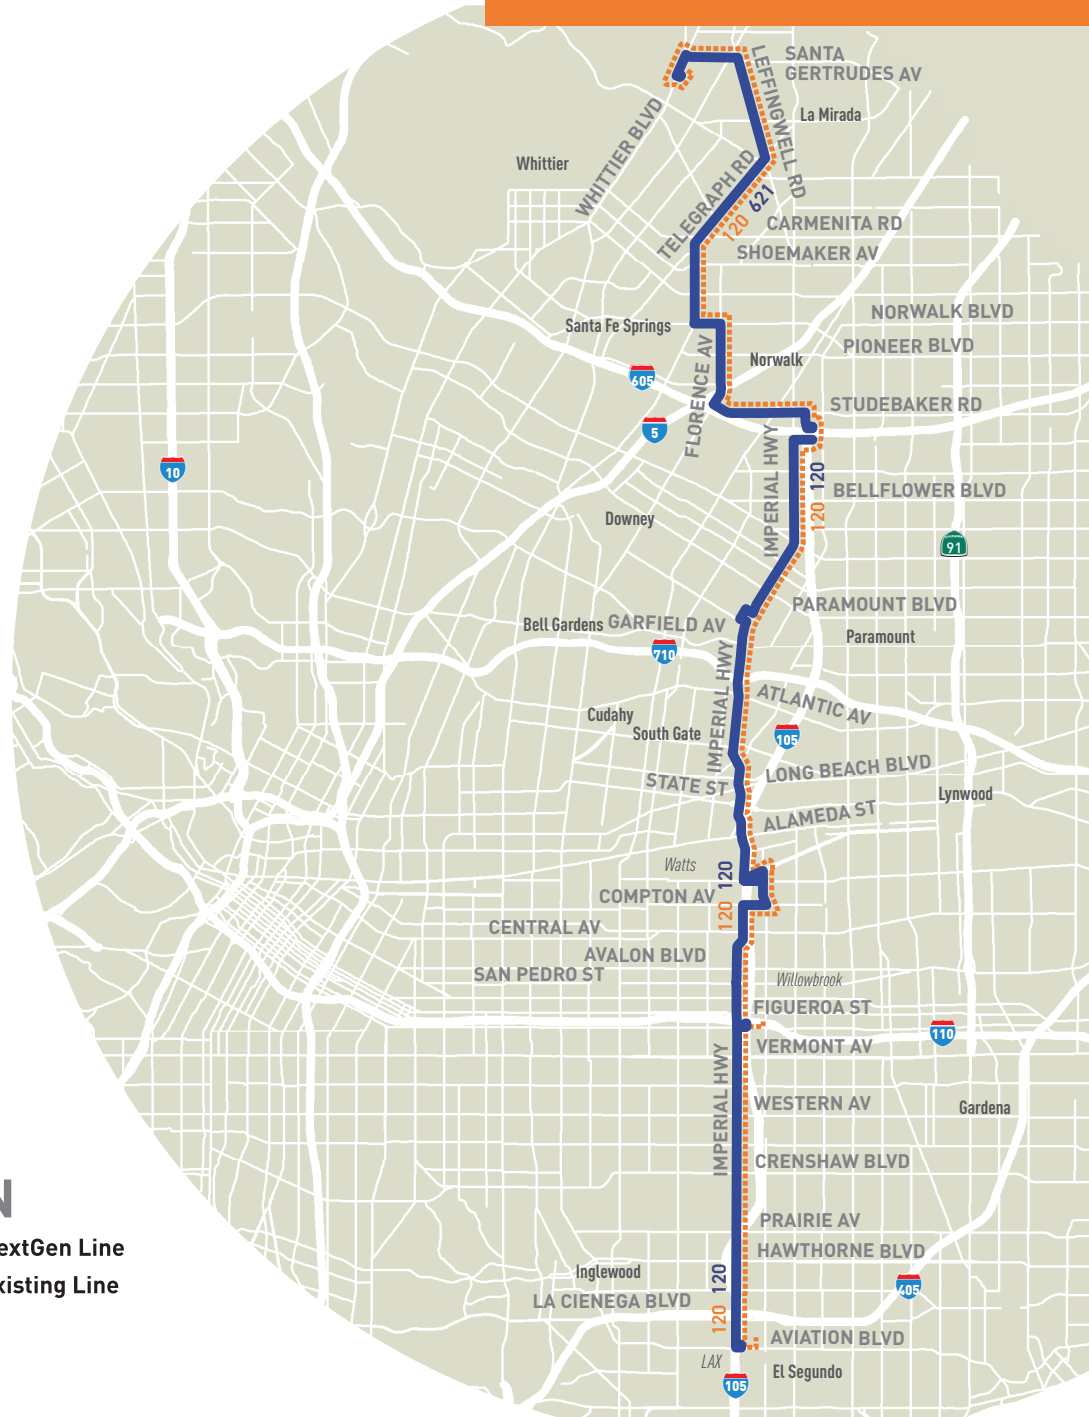 SANTA
GERTRUDES AV
LEFFINGWELL RD
La Mirada
WHITTIER BLVD
Whittier
TELEGRAPH RD
120 621
CARMENITA RD
SHOEMAKER AV
NORWALK BLVD
Santa Fe Springs
PIONEER BLVD
Norwalk
FLORENCE AV
605
STUDEBAKER RD
5
IMPERIAL HWY
10
120 120
BELLFLOWER BLVD
Downey
91
PARAMOUNT BLVD
Bell Gardens
GARFIELD AV
Paramount
710
IMPERIAL HWY
ATLANTIC AV
Cudahy
South Gate
105
LONG BEACH BLVD
STATE ST
Lynwood
ALAMEDA ST
Watts
120 120
COMPTON AV
CENTRAL AV
AVALON BLVD
SAN PEDRO ST
Willowbrook
FIGUEROA ST
110
VERMONT AV
IMPERIAL HWY
WESTERN AV
Gardena
CRENSHAW BLVD
N
PRAIRIE AV
extGen Line
HAWTHORNE BLVD
Inglewood
xisting Line
405
120 120
LA CIENEGA BLVD
AVIATION BLVD
LAX
El Segundo
105